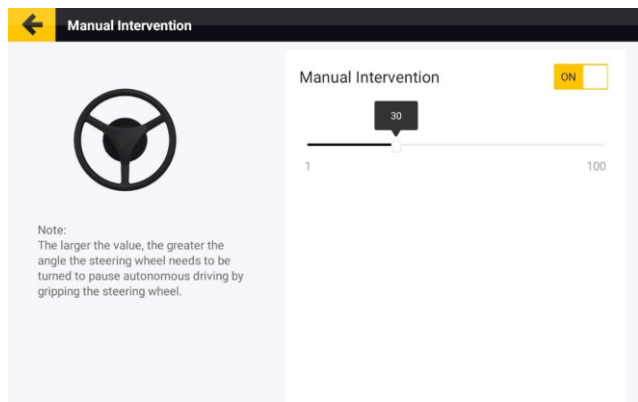 Manual Intervention
Manual Intervention
ON
30
1
100
Note:
The larger the value, the greater the
angle the steering wheel needs to be
turned to pause autonomous driving by
gripping the steering wheel.